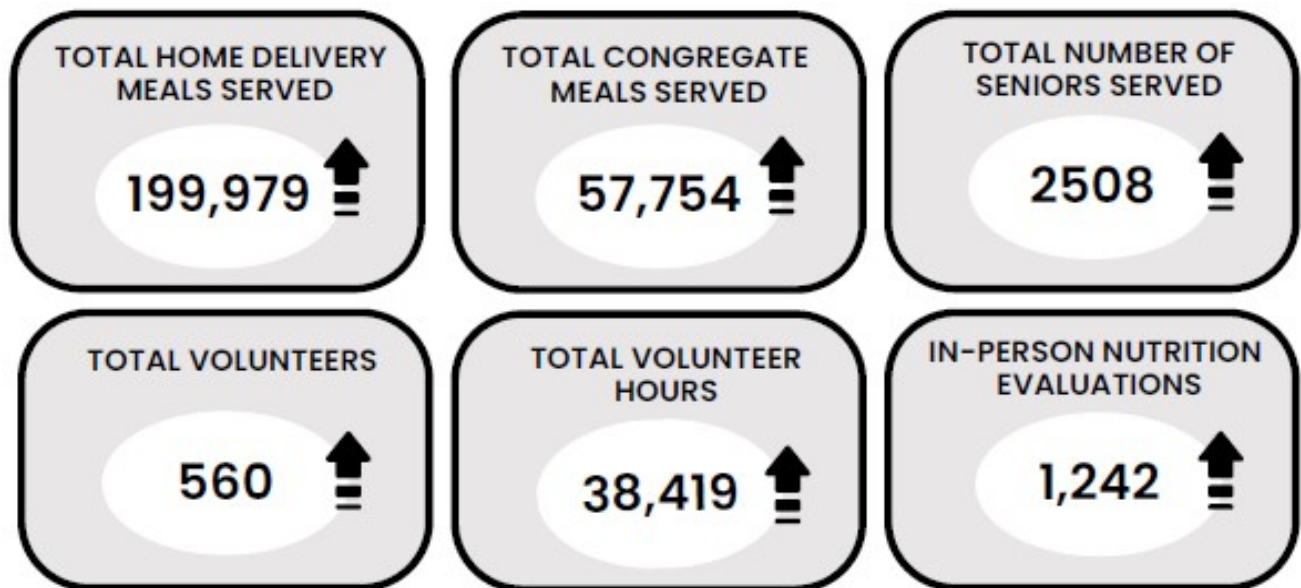 TOTAL HOME DELIVERY
MEALS SERVED
199,979
TOTAL CONGREGATE
MEALS SERVED
57,754
TOTAL NUMBER OF
SENIORS SERVED
2508
TOTAL VOLUNTEERS
560
TOTAL VOLUNTEER
HOURS
38,419
IN-PERSON NUTRITION
EVALUATIONS
1,242